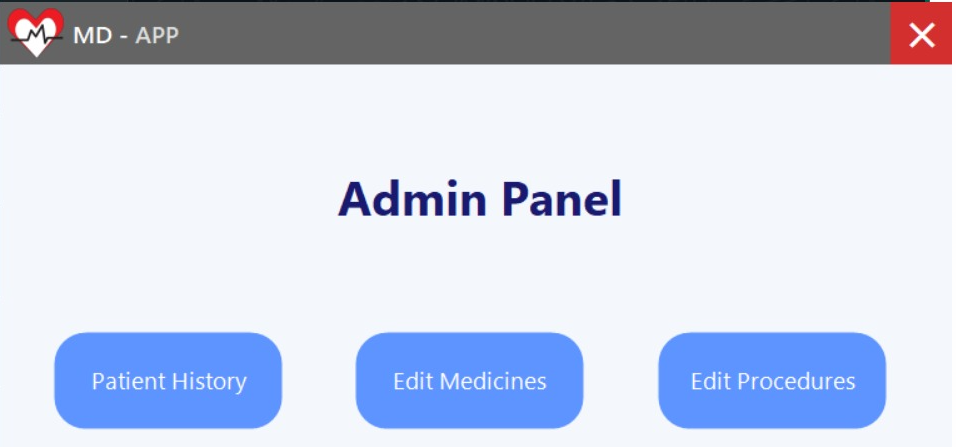 MD - APP
Admin Panel
Patient History
Edit Medicines
Edit Procedures